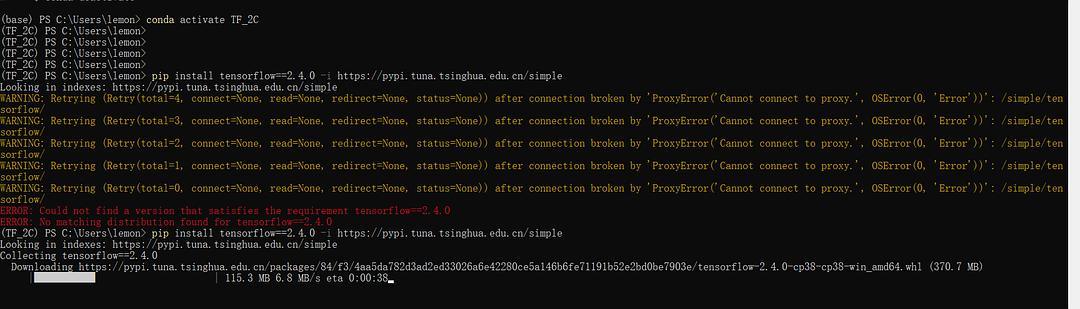 (base) PS C:\Users\lemon> conda activate TF_2C
(TF_2C) PS C:\Users\lemon>
(TF_2C) PS C:\Users\lemon>
(TF_2C) PS C:\Users\lemon>
(TF_2C) PS C:\Users\lemon>
(TF_2C) PS C:\Users\lemon> pip install tensorflow==2.4.0 -i https://pypi.tuna.tsinghua.edu.cn/simple
Looking in indexes: https://pypi.tuna.tsinghua.edu.cn/simple
WARNING: Retrying (Retry(total=4, connect=None, read=None, redirect=None, status=None)) after connection broken by 'ProxyError('Cannot connect to proxy.', OSError(0, 'Error'))': /simple/ten
sorflow/
WARNING: Retrying (Retry(total=3, connect=None, read=None, redirect=None, status=None)) after connection broken by 'ProxyError('Cannot connect to proxy.', OSError(0, 'Error'))': /simple/ten
sorflow/
WARNING: Retrying (Retry(total=2, connect=None, read=None, redirect=None, status=None)) after connection broken by 'ProxyError('Cannot connect to proxy.', OSError(0, 'Error'))': /simple/ten
sorflow/
WARNING: Retrying (Retry(total=1, connect=None, read=None, redirect=None, status=None)) after connection broken by 'ProxyError('Cannot connect to proxy.', OSError(0, 'Error'))': /simple/ten
sorflow/
WARNING: Retrying (Retry(total=0, connect=None, read=None, redirect=None, status=None)) after connection broken by 'ProxyError('Cannot connect to proxy.', OSError(0, 'Error'))': /simple/ten
sorflow/
ERROR: Could not find a version that satisfies the requirement tensorflow==2.4.0
ERROR: No matching distribution found for tensorflow==2.4.0
(TF_2C) PS C:\Users\lemon> pip install tensorflow==2.4.0 -i https://pypi.tuna.tsinghua.edu.cn/simple
Looking in indexes: https://pypi.tuna.tsinghua.edu.cn/simple
Collecting tensorflow==2.4.0
Downloading https://pypi.tuna.tsinghua.edu.cn/packages/84/f3/4aa5da782d3ad2ed33026a6e42280ce5a146b6fe71191b52e2bd0be7903e/tensorflow-2.4.0-cp38-cp38-win_amd64.whl (370.7 MB)
| | 115.3 MB 6.8 MB/s eta 0:00:38